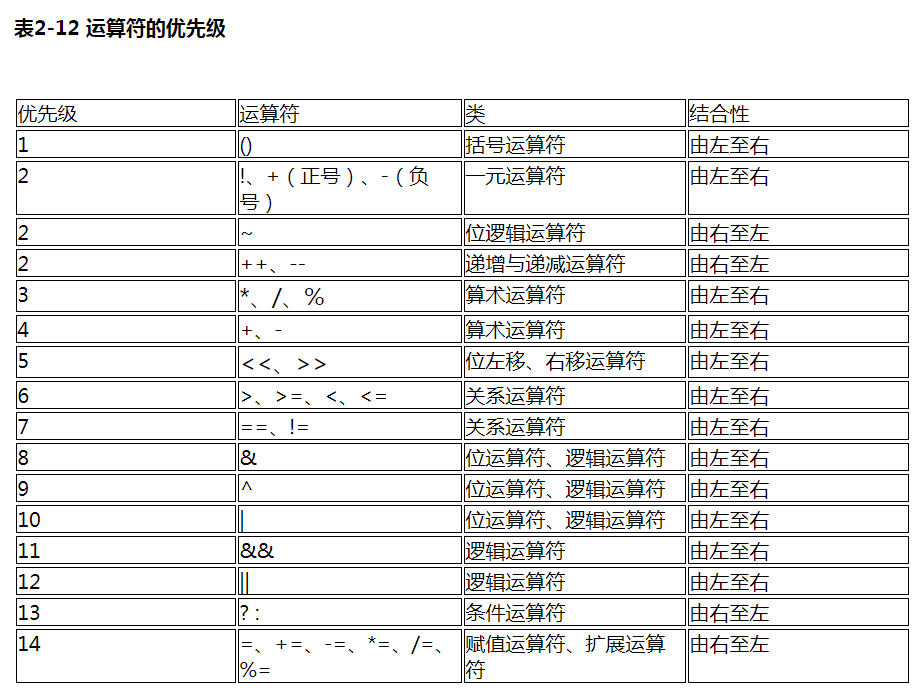 表2-12 运算符的优先级
优先级 运算符 类 结合性
1 () 括号运算符 由左至右
2 !、+（正号）、-（负 一元运算符 由左至右
号）
2 ~ 位逻辑运算符 由右至左
2 ++、-- 递增与递减运算符 由右至左
3 *、/、% 算术运算符 由左至右
4 +、- 算术运算符 由左至右
5 <<、>> 位左移、右移运算符 由左至右
6 >、>=、<、<= 关系运算符 由左至右
7 ==、!= 关系运算符 由左至右
8 & 位运算符、逻辑运算符 由左至右
9 ^ 位运算符、逻辑运算符 由左至右
10 | 位运算符、逻辑运算符 由左至右
11 && 逻辑运算符 由左至右
12 || 逻辑运算符 由左至右
13 ? : 条件运算符 由右至左
14 =、+=、-=、*=、/=、 赋值运算符、扩展运算 由右至左
%= 符